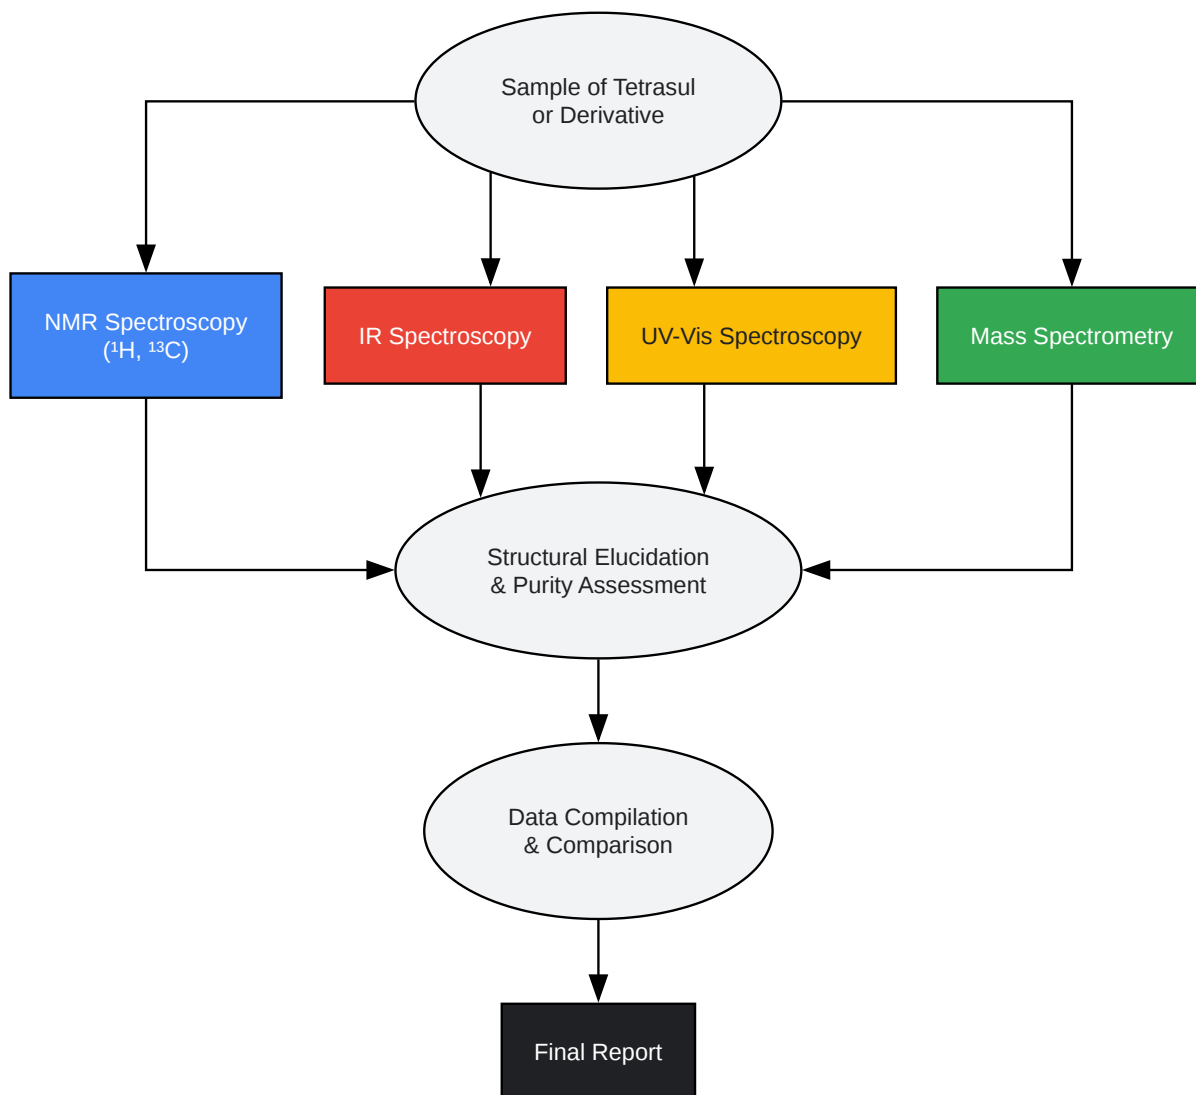 Sample of Tetrasul
or Derivative
NMR Spectroscopy
(¹H, ¹³C)
IR Spectroscopy
UV-Vis Spectroscopy
Mass Spectrometry
Structural Elucidation
& Purity Assessment
Data Compilation
& Comparison
Final Report